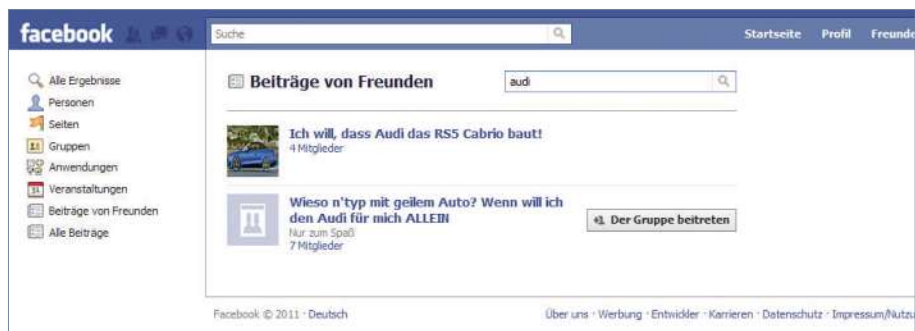 facebook
Suche
Startseite Profil Freunde
Alle Ergebnisse
Personen
Seiten
Gruppen
Anwendungen
Veranstaltungen
Beiträge von Freunden
Alle Beiträge
Beiträge von Freunden
audi
Ich will, dass Audi das RS5 Cabrio baut!
4 Mitglieder
Wieso n'typ mit geilem Auto? Wenn will ich
den Audi für mich ALLEIN
Nur zum Spaß
7 Mitglieder
+1 Der Gruppe beitreten
Facebook © 2011 · Deutsch
Über uns · Werbung · Entwickler · Karrieren · Datenschutz · Impressum/Nutzu